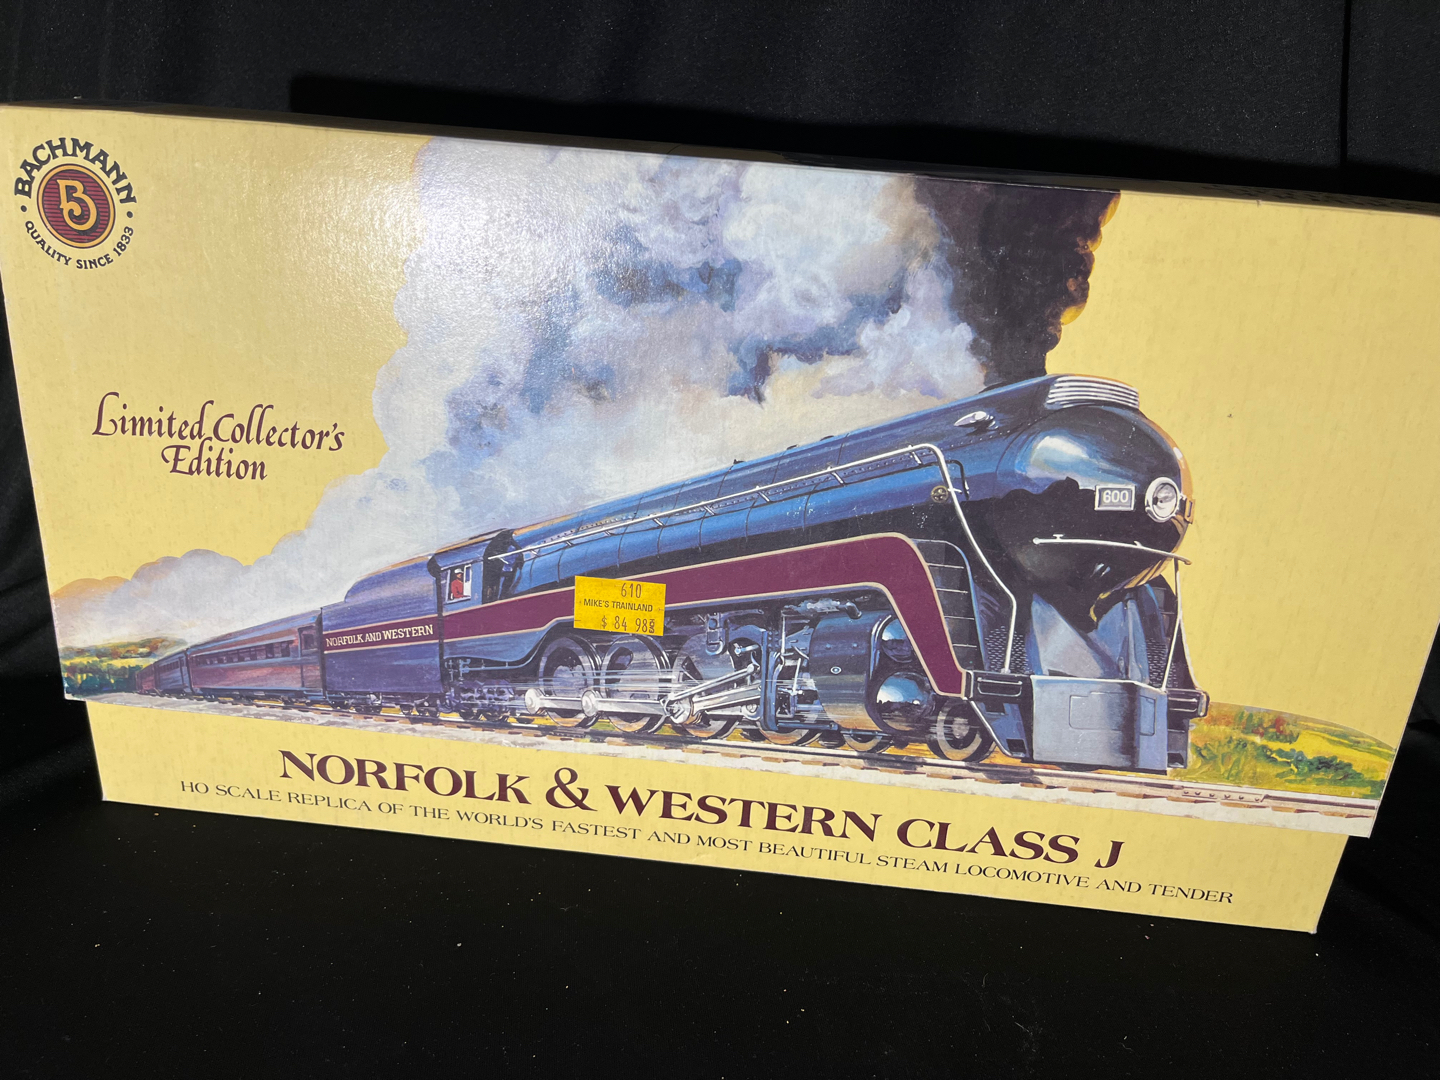 BACHMANN
B
QUALITY SINCE 1833
Limited Collector's
Edition
600
610
MIKE'S TRAINLAND
$ 84 98
NORFOLK AND WESTERN
NORFOLK & WESTERN CLASS J
HO SCALE REPLICA OF THE WORLD'S FASTEST AND MOST BEAUTIFUL STEAM LOCOMOTIVE AND TENDER